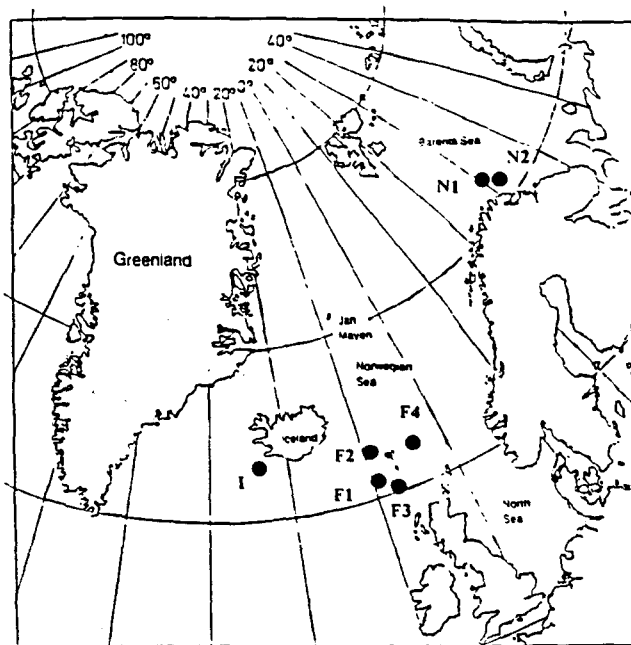 100° 80° 50° 40° 20° 0° 20° 40°
Barents Sea
N2
N1
Greenland
Jan
Mayen
Norwegian
Sea
F4
Iceland
F2
I
F1
F3
North
Sea